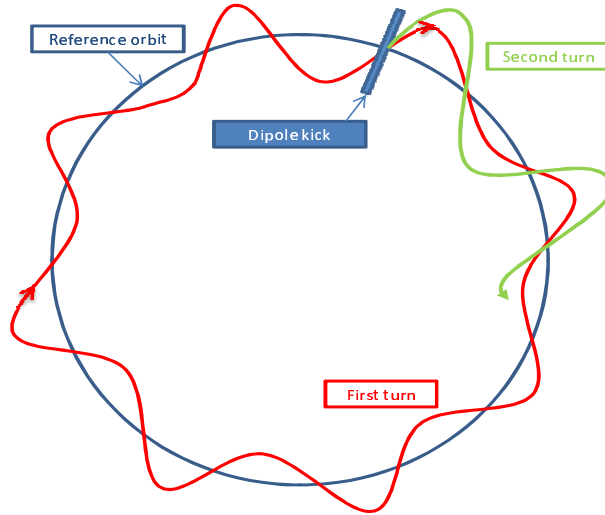 Reference orbit
Second turn
Dipole kick
First turn